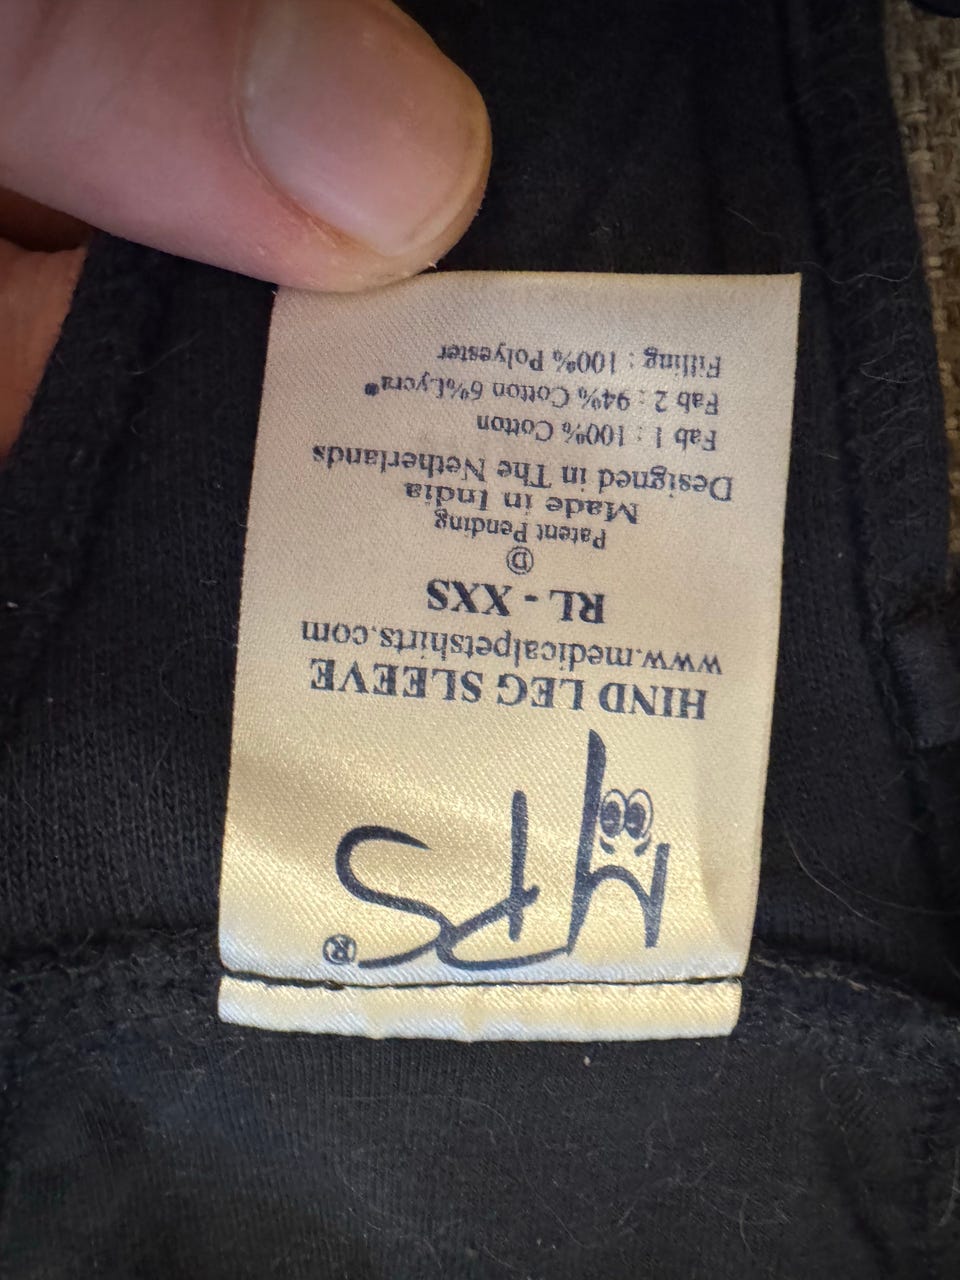 MPS®
HIND LEG SLEEVE
www.medicalpetshirts.com
RL - XXS
Ⓓ
Patent Pending
Made in India
Designed in The Netherlands
Fab 1 : 100% Cotton
Fab 2 : 94% Cotton 6%Lycra®
Filling : 100% Polyester